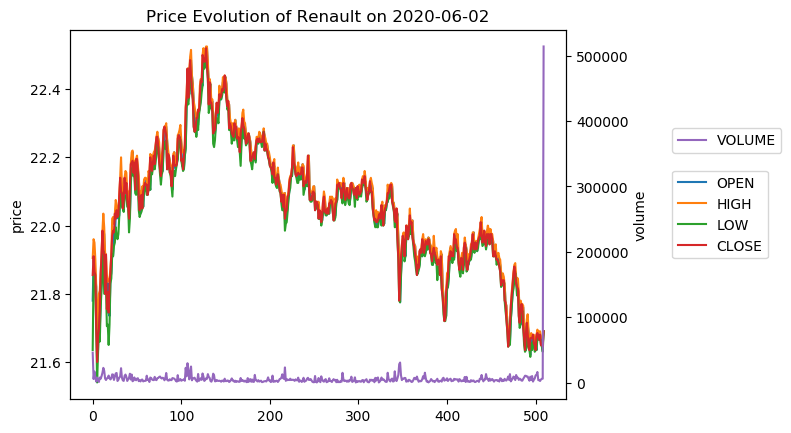 Price Evolution of Renault on 2020-06-02
price
22.4
22.2
22.0
21.8
21.6
0
100
200
300
400
500
500000
400000
300000
200000
100000
0
volume
VOLUME
OPEN
HIGH
LOW
CLOSE